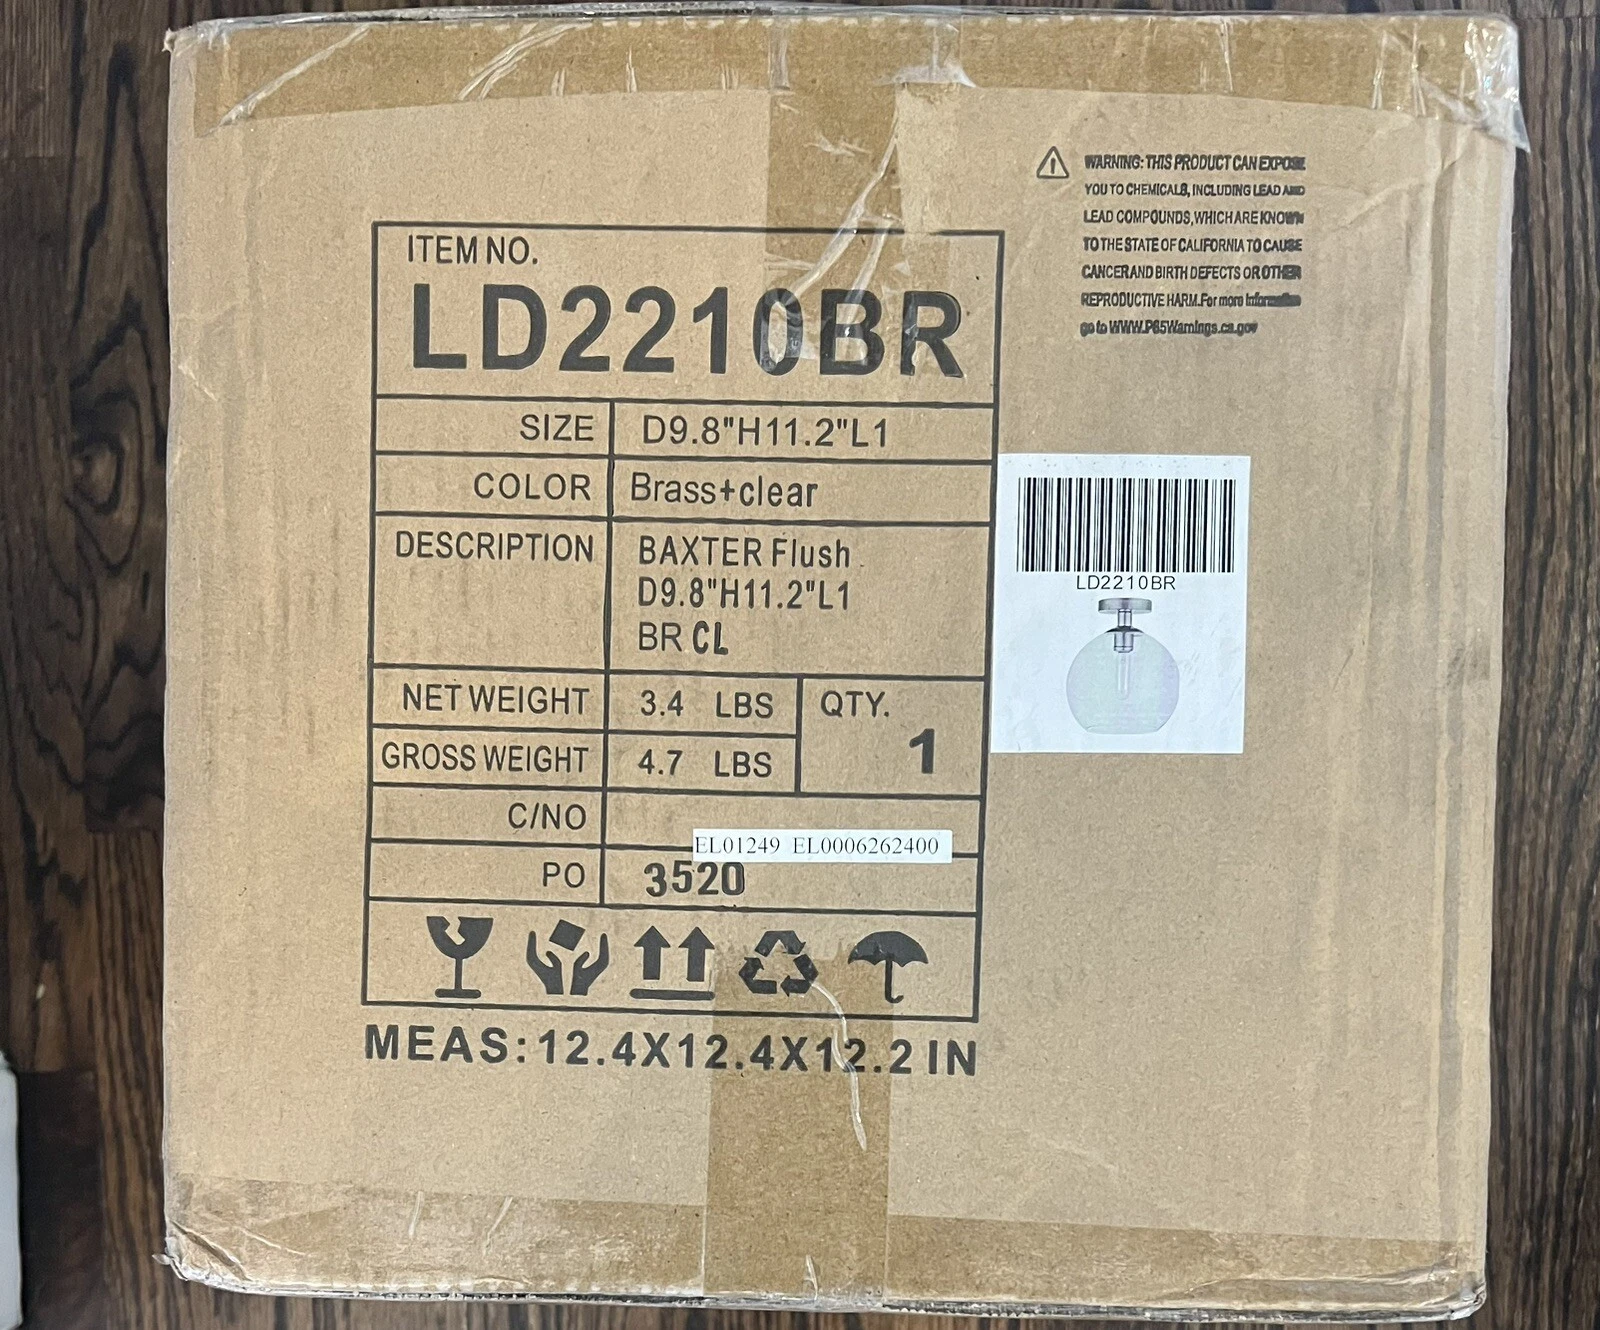 WARNING: THIS PRODUCT CAN EXPOSE
YOU TO CHEMICALS, INCLUDING LEAD AND
LEAD COMPOUNDS, WHICH ARE KNOWN
TO THE STATE OF CALIFORNIA TO CAUSE
CANCER AND BIRTH DEFECTS OR OTHER
REPRODUCTIVE HARM. For more information
go to WWW.P65Warnings.ca.gov
ITEM NO.
LD2210BR
SIZE D9.8"H11.2"L1
COLOR Brass+clear
DESCRIPTION BAXTER Flush
D9.8"H11.2"L1
BR CL
NET WEIGHT 3.4 LBS QTY.
1
GROSS WEIGHT 4.7 LBS
C/NO
EL01249 EL0006262400
PO 3520
MEAS:12.4X12.4X12.2 IN
LD2210BR